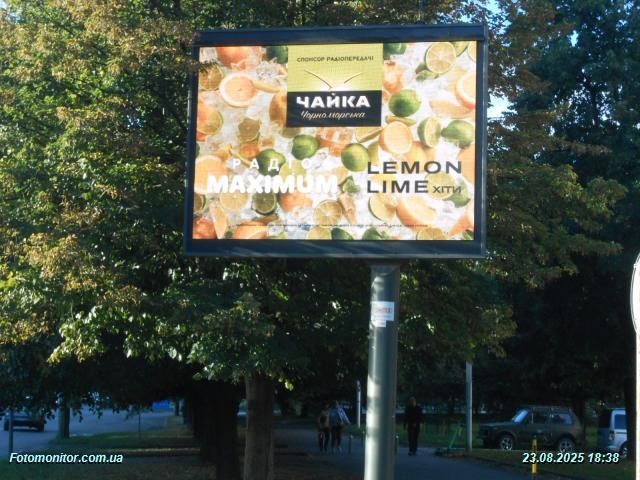 СПОНСОР РАДІОПЕРЕДАЧІ
ЧАЙКА
Чорноморська
РАДІО
MAXIMUM
LEMON
LIME ХІТИ
Fotomonitor.com.ua
23.08.2025 18:38